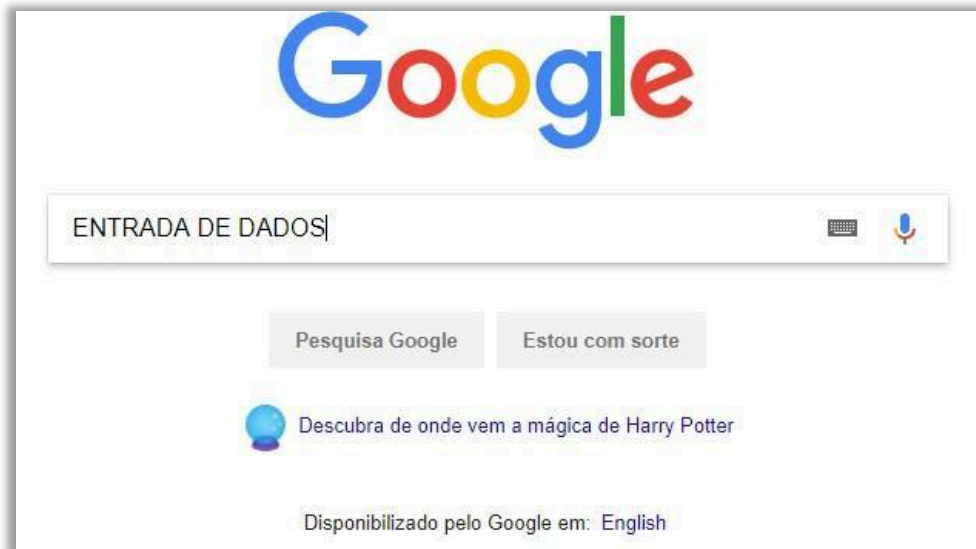 Google
ENTRADA DE DADOS
Pesquisa Google
Estou com sorte
Descubra de onde vem a mágica de Harry Potter
Disponibilizado pelo Google em: English